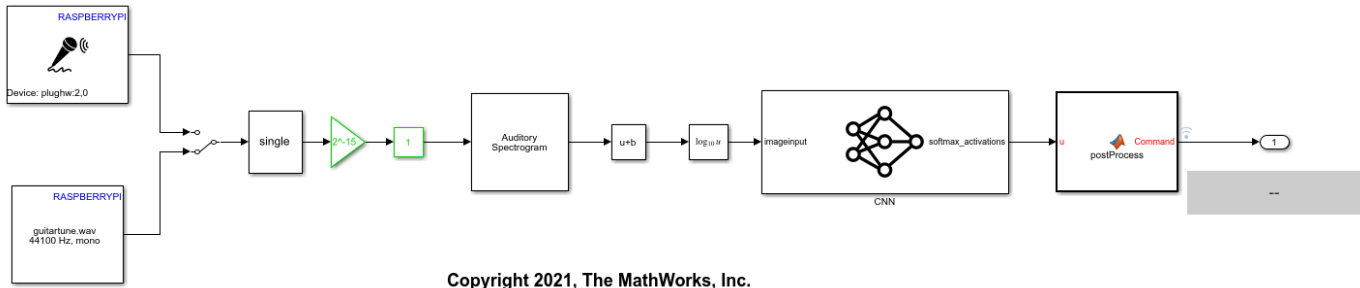 RASPBERRYPI
Device: plughw:2,0
RASPBERRYPI
guitartune.wav
44100 Hz, mono
single
2^-15
1
Auditory
Spectrogram
u+b
log10 u
imageinput
softmax_activations
CNN
u
Command
postProcess
1
--
Copyright 2021, The MathWorks, Inc.